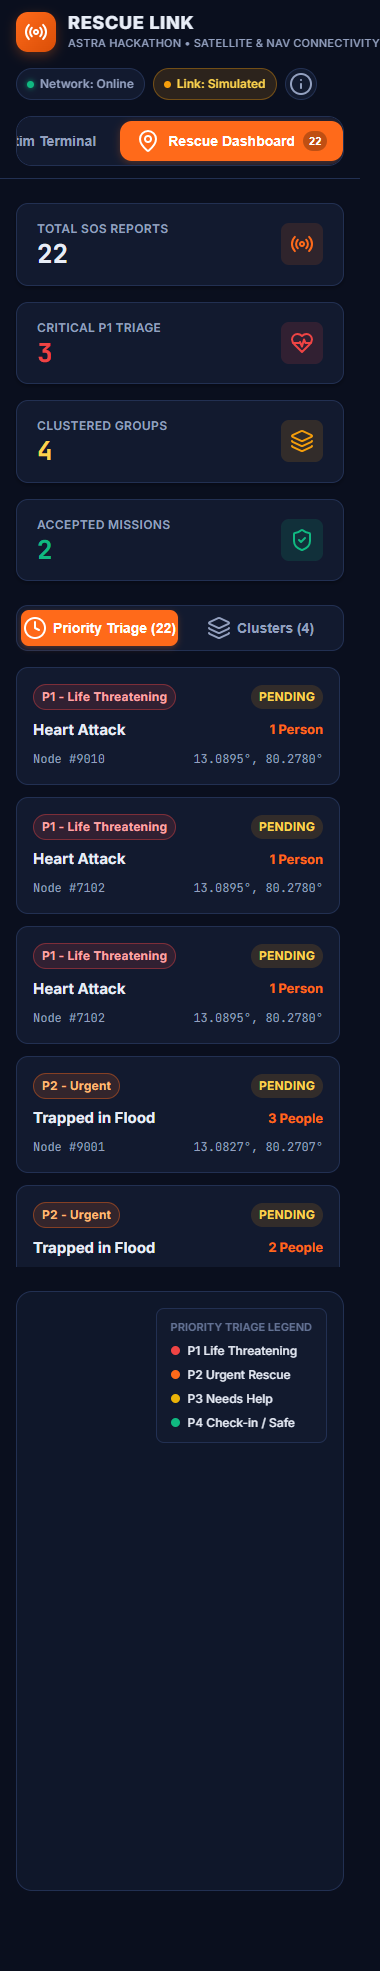 RESCUE LINK
ASTRA HACKATHON • SATELLITE & NAV CONNECTIVITY
Network: Online
Link: Simulated
tim Terminal
Rescue Dashboard 22
TOTAL SOS REPORTS
22
CRITICAL P1 TRIAGE
3
CLUSTERED GROUPS
4
ACCEPTED MISSIONS
2
Priority Triage (22)
Clusters (4)
P1 - Life Threatening PENDING
Heart Attack 1 Person
Node #9010 13.0895°, 80.2780°
P1 - Life Threatening PENDING
Heart Attack 1 Person
Node #7102 13.0895°, 80.2780°
P1 - Life Threatening PENDING
Heart Attack 1 Person
Node #7102 13.0895°, 80.2780°
P2 - Urgent PENDING
Trapped in Flood 3 People
Node #9001 13.0827°, 80.2707°
P2 - Urgent PENDING
Trapped in Flood 2 People
PRIORITY TRIAGE LEGEND
P1 Life Threatening
P2 Urgent Rescue
P3 Needs Help
P4 Check-in / Safe